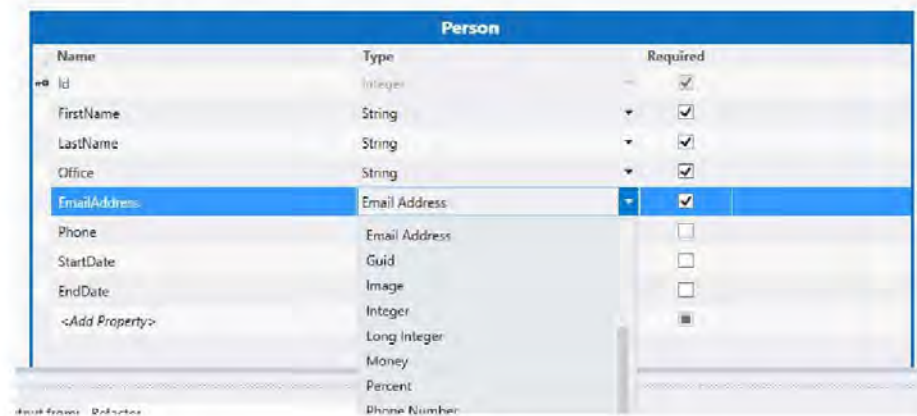 Person
Name Type Required
Id Integer
FirstName String
LastName String
Office String
EmailAddress Email Address
Phone Email Address
StartDate Guid
EndDate Image
<Add Property> Integer
Long Integer
Money
Percent
Phone Number
Refactor